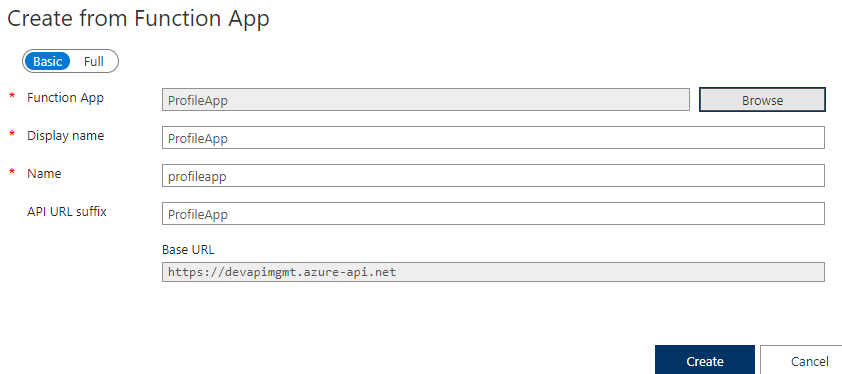 Create from Function App
Basic Full
* Function App ProfileApp Browse
* Display name ProfileApp
* Name profileapp
API URL suffix ProfileApp
Base URL
https://devapimgmt.azure-api.net
Create Cancel